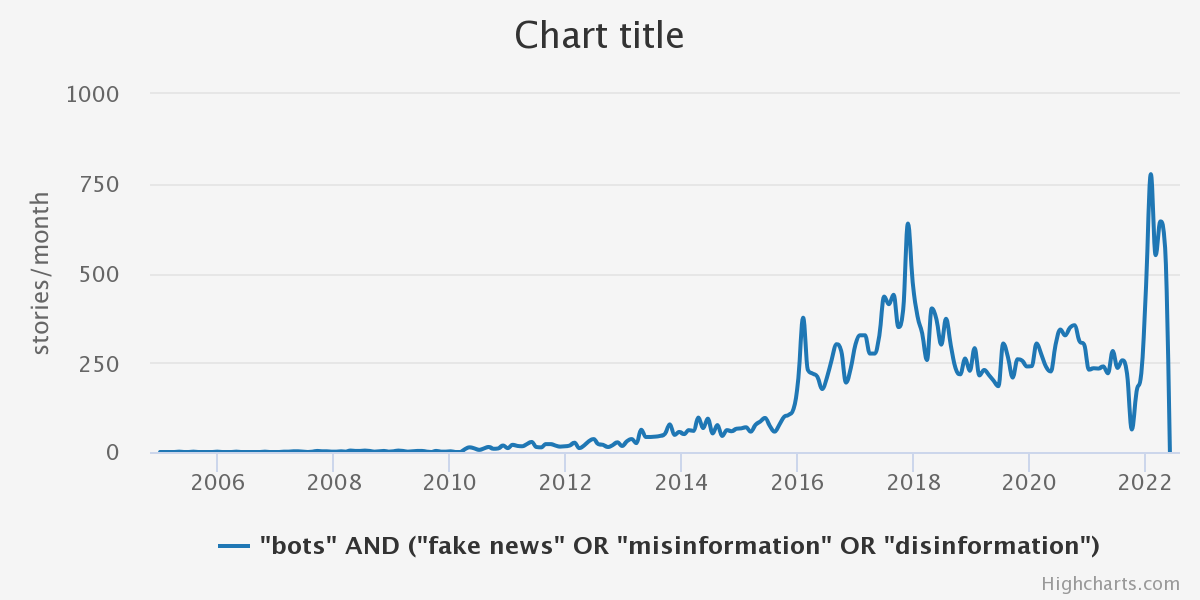 Chart title
1000
750
500
250
0
stories/month
2006 2008 2010 2012 2014 2016 2018 2020 2022
"bots" AND ("fake news" OR "misinformation" OR "disinformation")
Highcharts.com